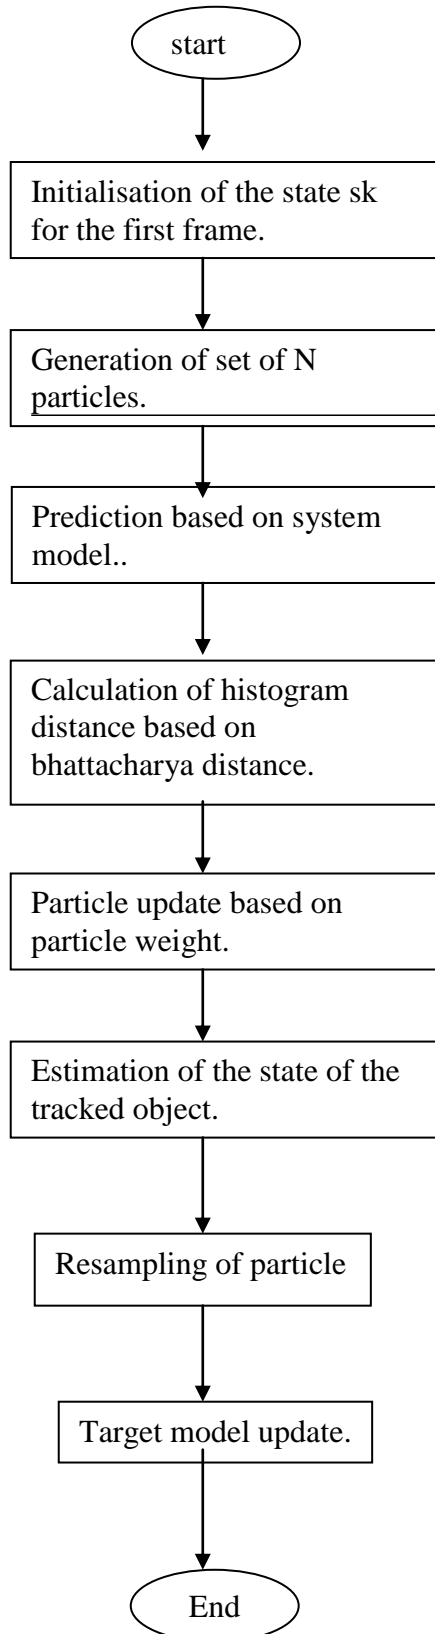 start
Initialisation of the state sk
for the first frame.
Generation of set of N
particles.
Prediction based on system
model..
Calculation of histogram
distance based on
bhattacharya distance.
Particle update based on
particle weight.
Estimation of the state of the
tracked object.
Resampling of particle
Target model update.
End